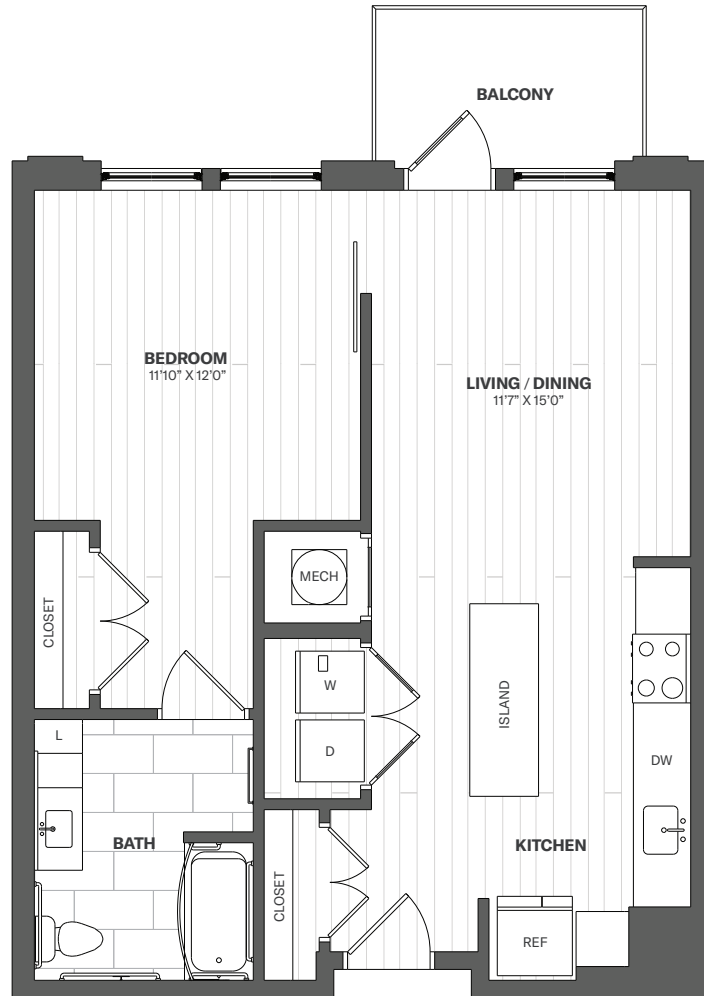 BALCONY
BEDROOM
11'10" X 12'0"
LIVING / DINING
11'7" X 15'0"
MECH
CLOSET
W
ISLAND
L
D
DW
BATH
KITCHEN
CLOSET
REF